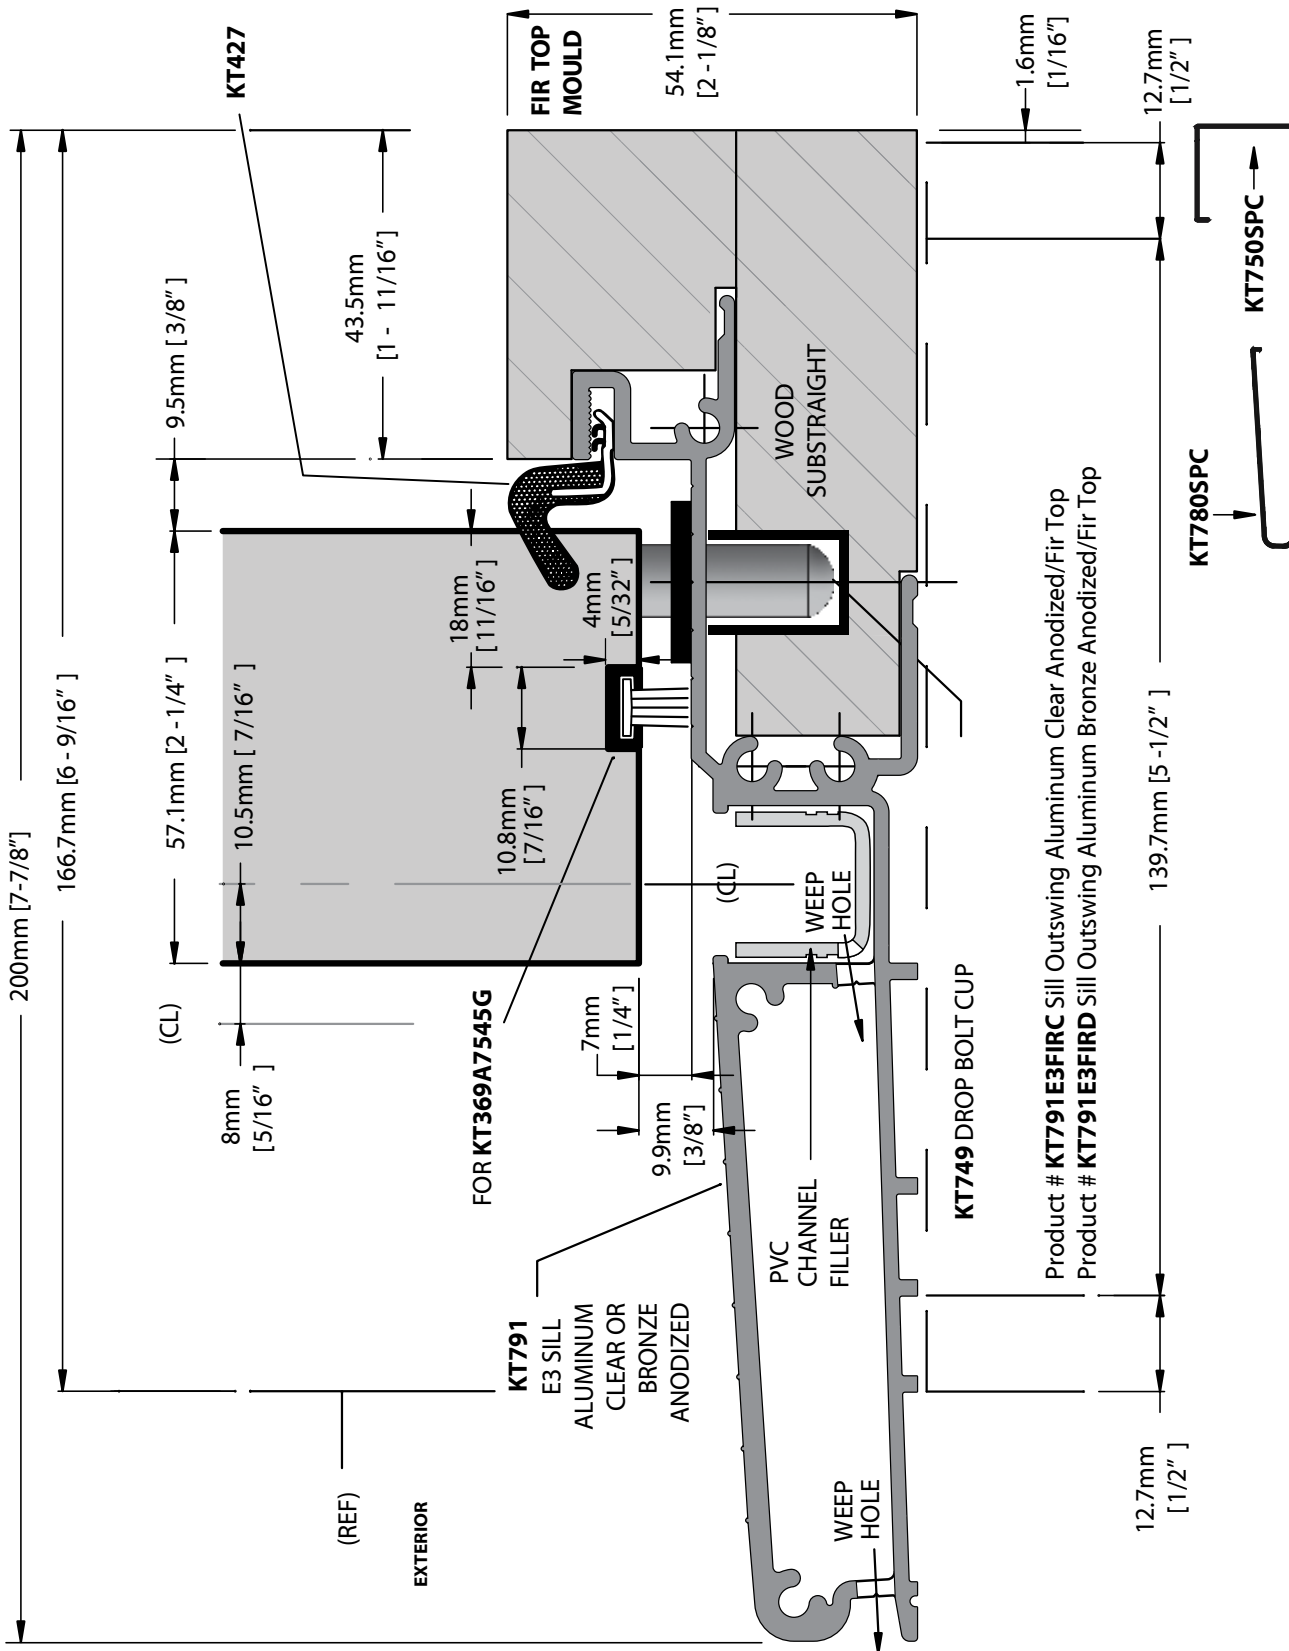 200mm [7-7/8"]
166.7mm [6 - 9/16" ]
57.1mm [2 -1/4" ]
10.5mm [ 7/16" ]
(CL)
8mm
[5/16" ]
9.5mm [3/8" ]
43.5mm
[1 - 11/16" ]
KT427
FIR TOP
MOULD
54.1mm
[2 -1/8" ]
1.6mm
[1/16"]
12.7mm
[1/2" ]
18mm
[11/16" ]
4mm
[5/32"
10.8mm
[7/16" ]
FOR KT369A7545G
7mm
[1/4" ]
9.9mm
[3/8"]
(CL)
WEEP
HOLE
WOOD
SUBSTRAIGHT
PVC
CHANNEL
FILLER
KT749 DROP BOLT CUP
KT791
E3 SILL
ALUMINUM
CLEAR OR
BRONZE
ANODIZED
(REF)
EXTERIOR
WEEP
HOLE
Product # KT791E3FIRC Sill Outswing Aluminum Clear Anodized/Fir Top
Product # KT791E3FIRD Sill Outswing Aluminum Bronze Anodized/Fir Top
139.7mm [5 -1/2" ]
12.7mm
[1/2" ]
KT780SPC
KT750SPC